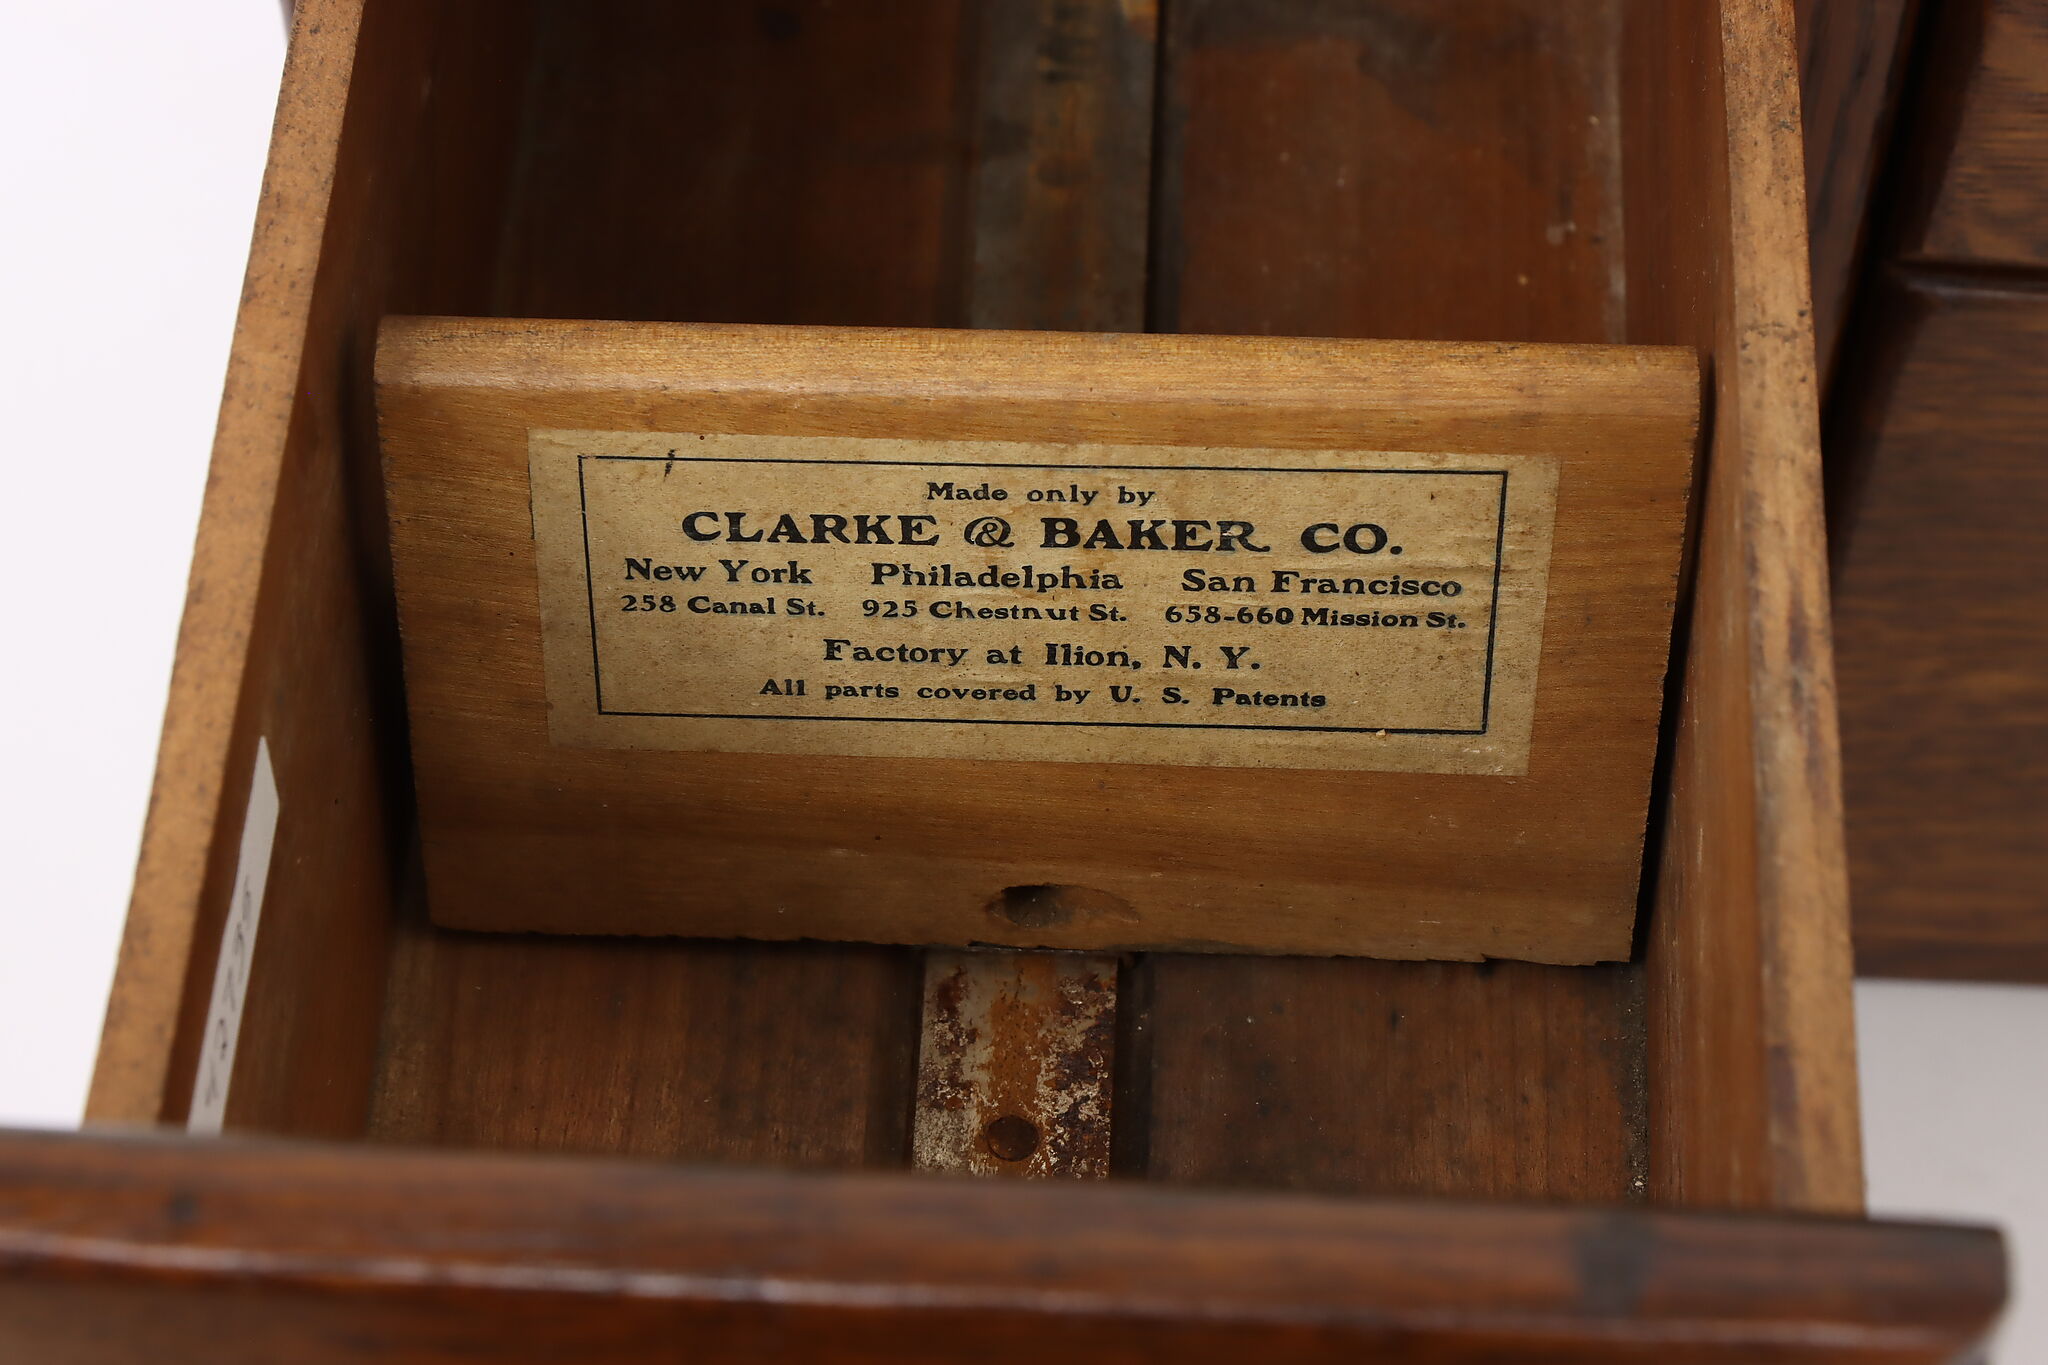 Made only by
CLARKE & BAKER CO.
New York Philadelphia San Francisco
258 Canal St. 925 Chestnut St. 658-660 Mission St.
Factory at Ilion, N. Y.
All parts covered by U. S. Patents